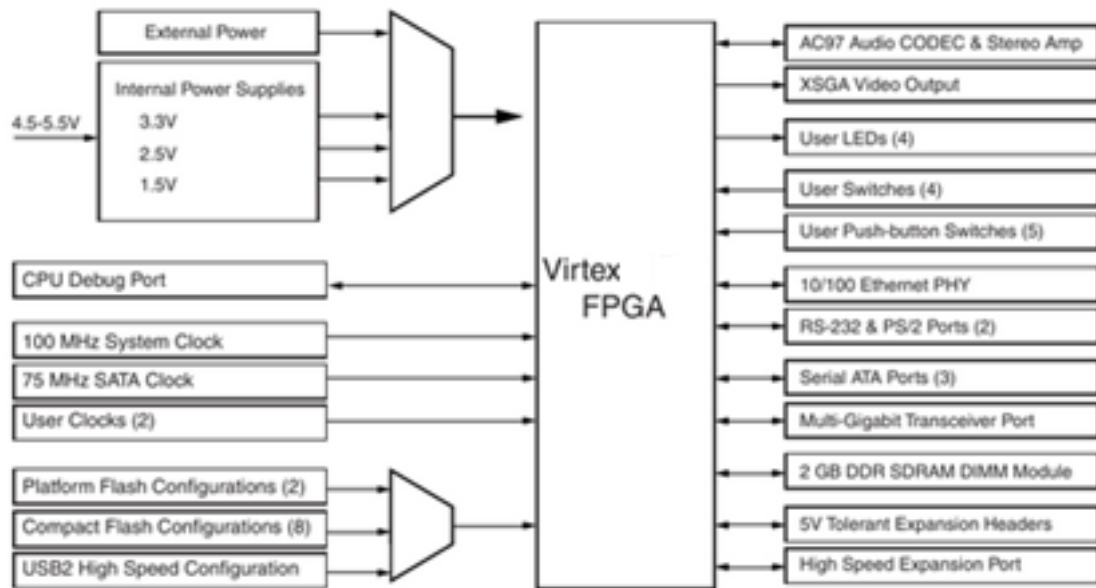 External Power
Internal Power Supplies
4.5-5.5V
3.3V
2.5V
1.5V
CPU Debug Port
100 MHz System Clock
75 MHz SATA Clock
User Clocks (2)
Platform Flash Configurations (2)
Compact Flash Configurations (8)
USB2 High Speed Configuration
Virtex
FPGA
AC97 Audio CODEC & Stereo Amp
XSGA Video Output
User LEDs (4)
User Switches (4)
User Push-button Switches (5)
10/100 Ethernet PHY
RS-232 & PS/2 Ports (2)
Serial ATA Ports (3)
Multi-Gigabit Transceiver Port
2 GB DDR SDRAM DIMM Module
5V Tolerant Expansion Headers
High Speed Expansion Port